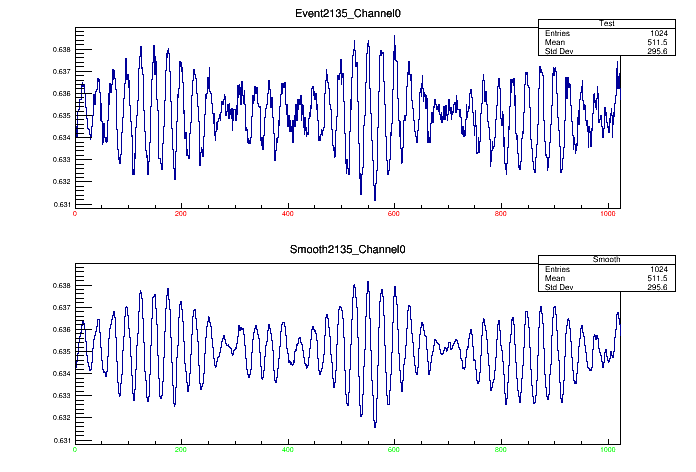 Event2135_Channel0
Test
Entries 1024
Mean 511.5
Std Dev 295.6
0.638
0.637
0.636
0.635
0.634
0.633
0.632
0.631
0 200 400 600 800 1000
Smooth2135_Channel0
Smooth
Entries 1024
Mean 511.5
Std Dev 295.6
0.638
0.637
0.636
0.635
0.634
0.633
0.632
0.631
0 200 400 600 800 1000